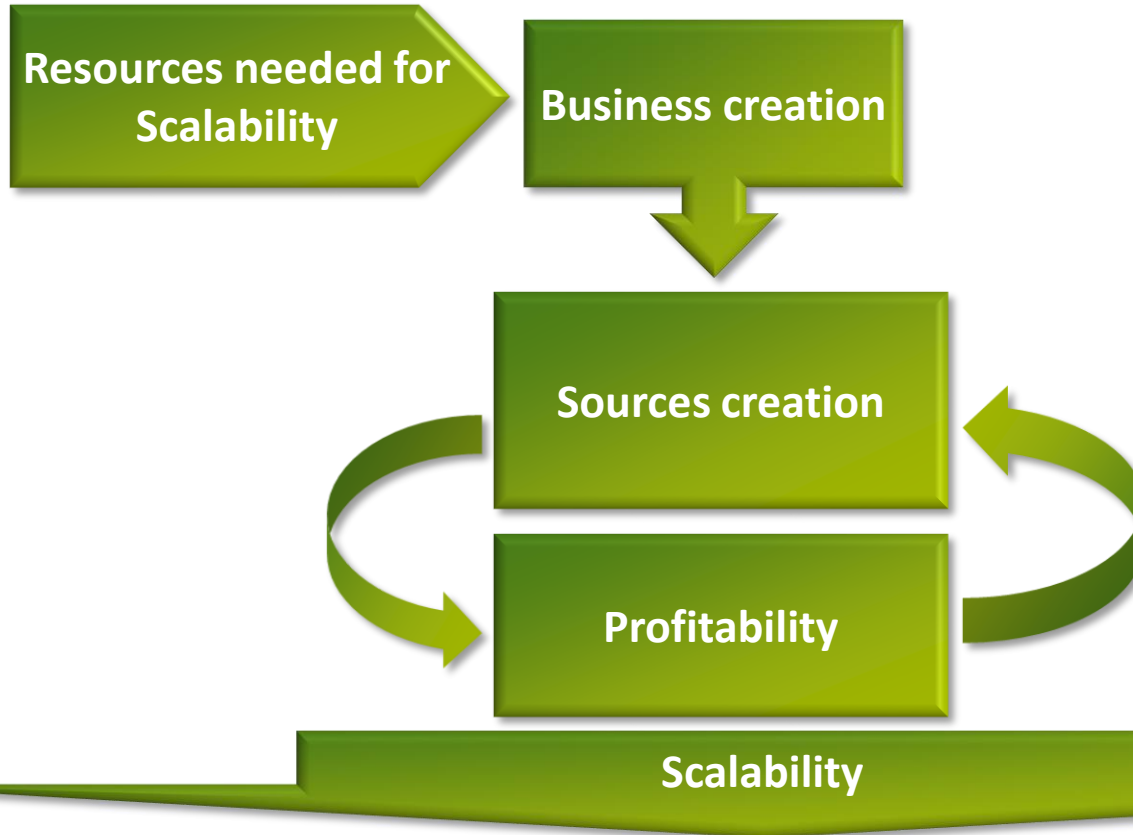 Resources needed for
Scalability
Business creation
Sources creation
Profitability
Scalability